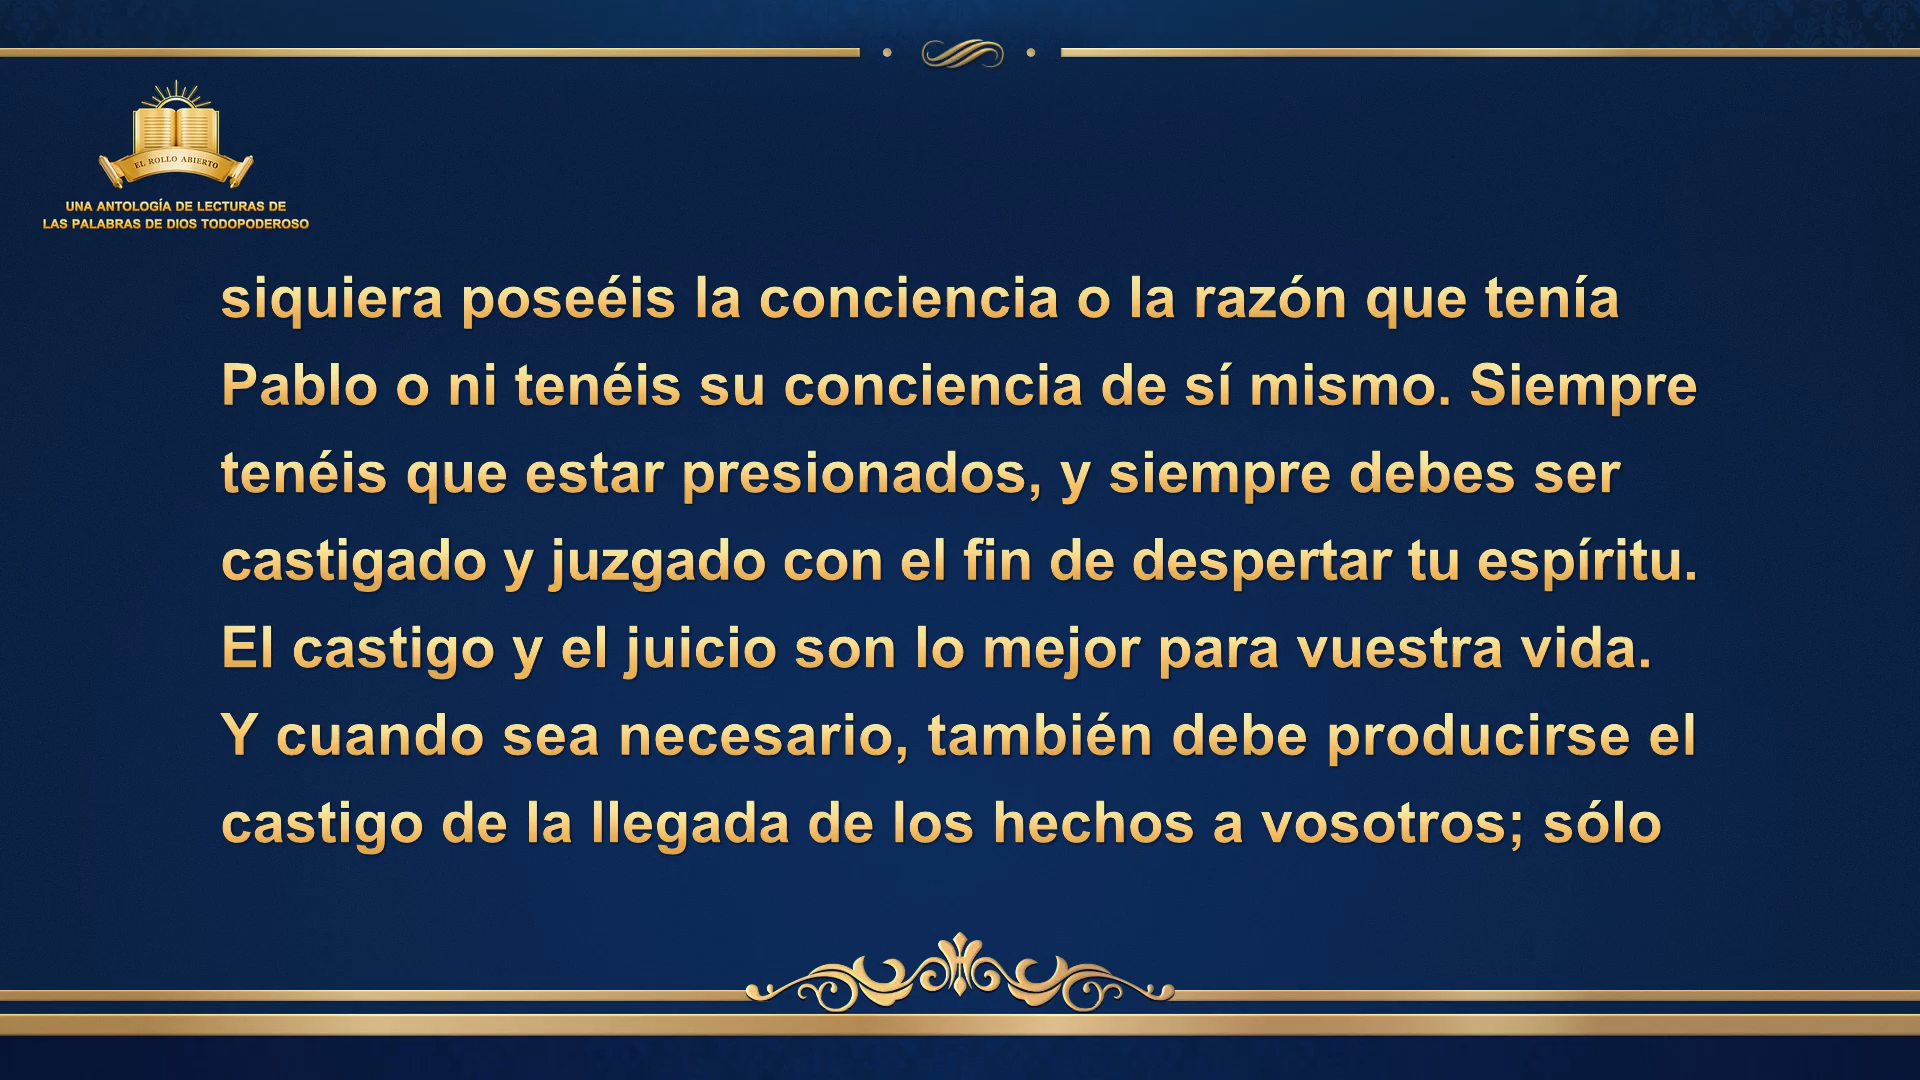 EL ROLLO ABIERTO
UNA ANTOLOGÍA DE LECTURAS DE
LAS PALABRAS DE DIOS TODOPODEROSO
siquiera poseéis la conciencia o la razón que tenía
Pablo o ni tenéis su conciencia de sí mismo. Siempre
tenéis que estar presionados, y siempre debes ser
castigado y juzgado con el fin de despertar tu espíritu.
El castigo y el juicio son lo mejor para vuestra vida.
Y cuando sea necesario, también debe producirse el
castigo de la llegada de los hechos a vosotros; sólo